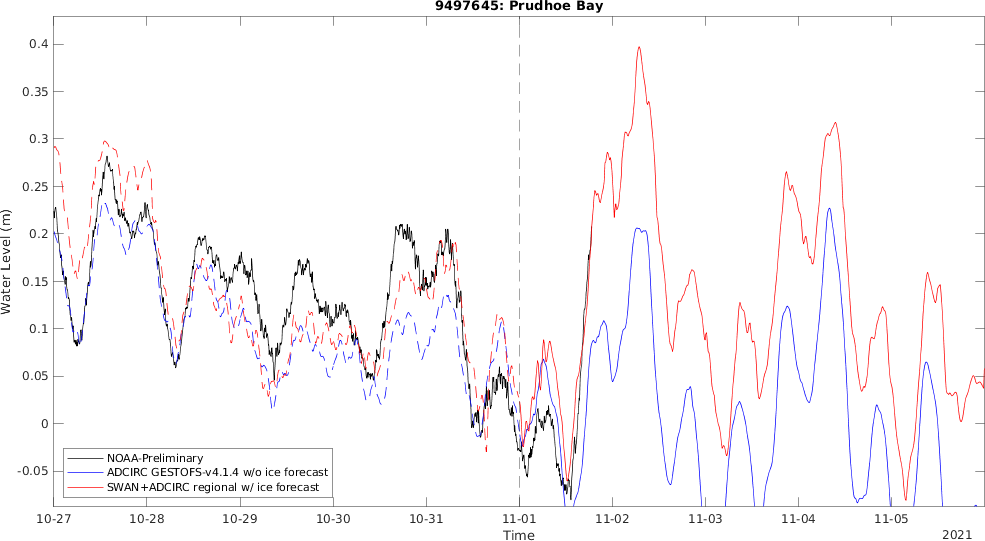 9497645: Prudhoe Bay
Water Level (m)
0.4
0.35
0.3
0.25
0.2
0.15
0.1
0.05
0
-0.05
NOAA-Preliminary
ADCIRC GESTOFS-v4.1.4 w/o ice forecast
SWAN+ADCIRC regional w/ ice forecast
10-27 10-28 10-29 10-30 10-31 11-01 11-02 11-03 11-04 11-05
Time
2021